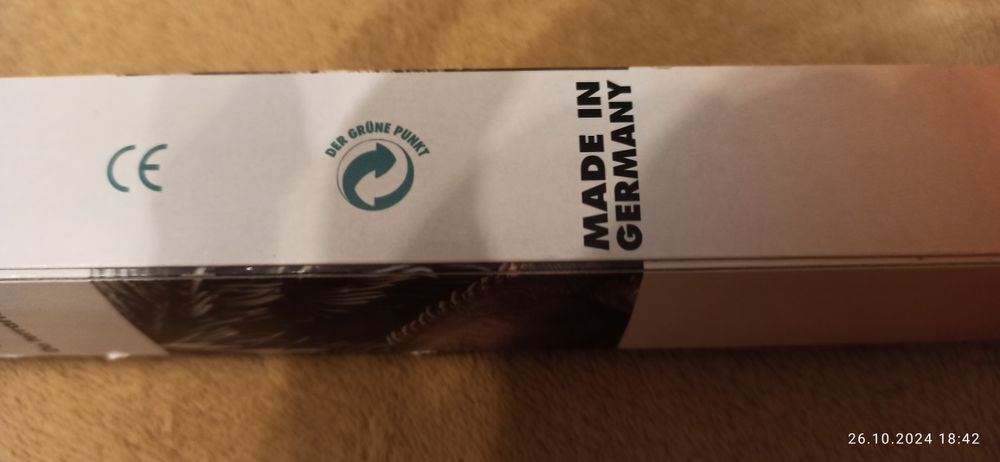 CE
DER GRÜNE PUNKT
MADE IN
GERMANY
26.10.2024 18:42